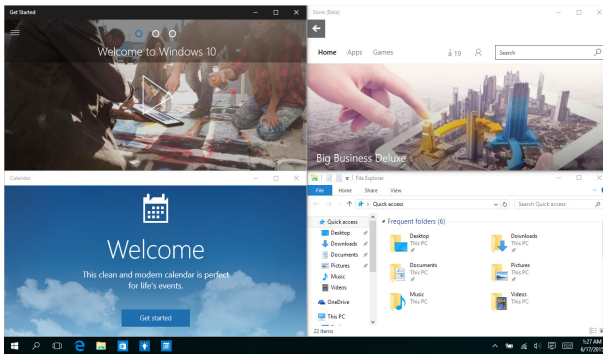 Get Started
Welcome to Windows 10
Store (Beta)
Home Apps Games 19 Search
Big Business Deluxe
Calendar
Welcome
This clean and modern calendar is perfect
for life's events.
Get started
File Explorer
File Home Share View
Quick access
Search Quick access
Quick access
Desktop
Downloads
Documents
Pictures
Music
Videos
OneDrive
This PC
Frequent folders (6)
Desktop
This PC
Downloads
This PC
Documents
This PC
Pictures
This PC
Music
This PC
Videos
This PC
22 items
1:27 AM